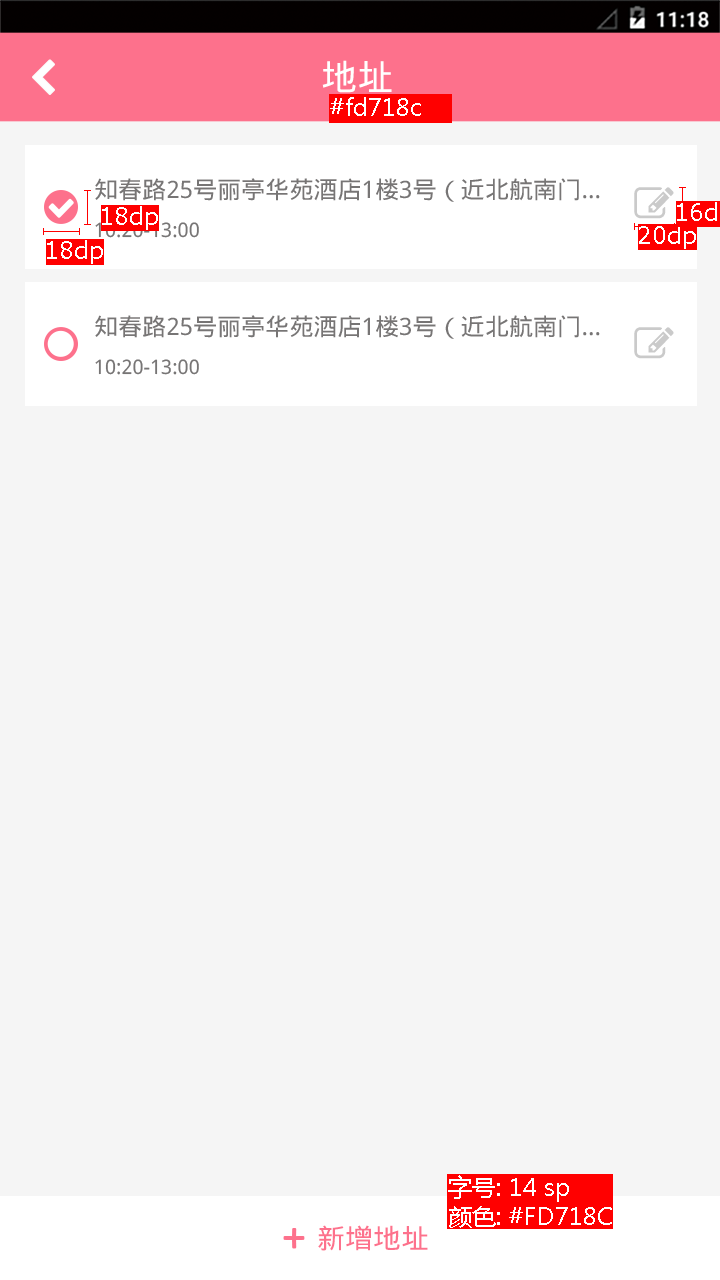 11:18
地址
#fd718c
知春路25号丽亭华苑酒店1楼3号（近北航南门...
18dp
16d
10:20-13:00
20dp
18dp
知春路25号丽亭华苑酒店1楼3号（近北航南门...
10:20-13:00
字号: 14 sp
颜色: #FD718C
+ 新增地址